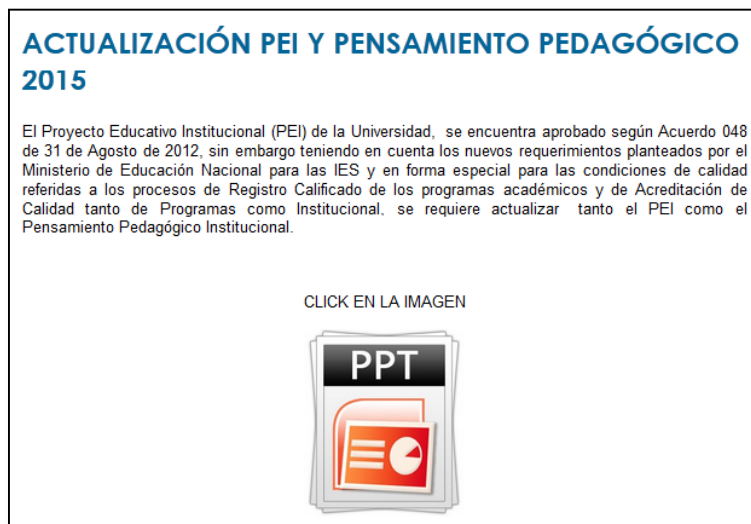 ACTUALIZACIÓN PEI Y PENSAMIENTO PEDAGÓGICO
2015
El Proyecto Educativo Institucional (PEI) de la Universidad, se encuentra aprobado según Acuerdo 048
de 31 de Agosto de 2012, sin embargo teniendo en cuenta los nuevos requerimientos planteados por el
Ministerio de Educación Nacional para las IES y en forma especial para las condiciones de calidad
referidas a los procesos de Registro Calificado de los programas académicos y de Acreditación de
Calidad tanto de Programas como Institucional, se requiere actualizar tanto el PEI como el
Pensamiento Pedagógico Institucional.
CLICK EN LA IMAGEN
PPT